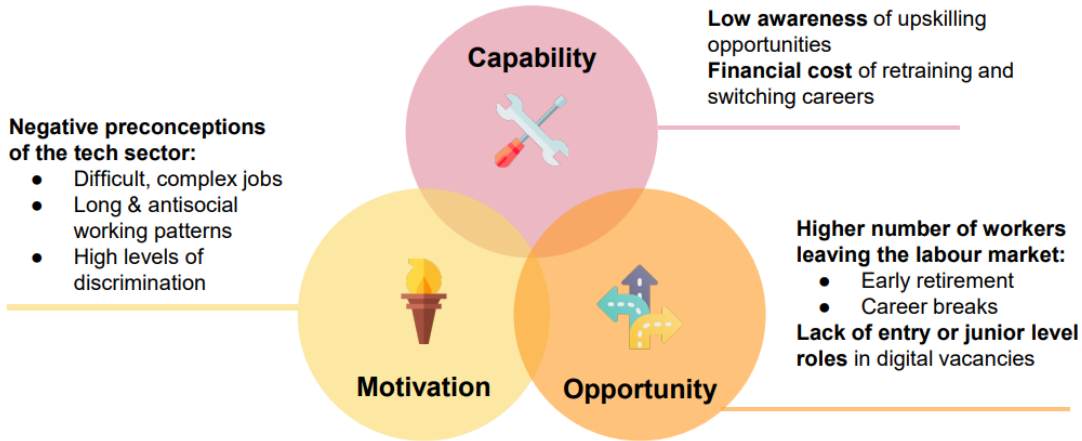 Capability
Low awareness of upskilling
opportunities
Financial cost of retraining and
switching careers
Negative preconceptions
of the tech sector:
● Difficult, complex jobs
● Long & antisocial
working patterns
● High levels of
discrimination
Motivation
Opportunity
Higher number of workers
leaving the labour market:
● Early retirement
● Career breaks
Lack of entry or junior level
roles in digital vacancies